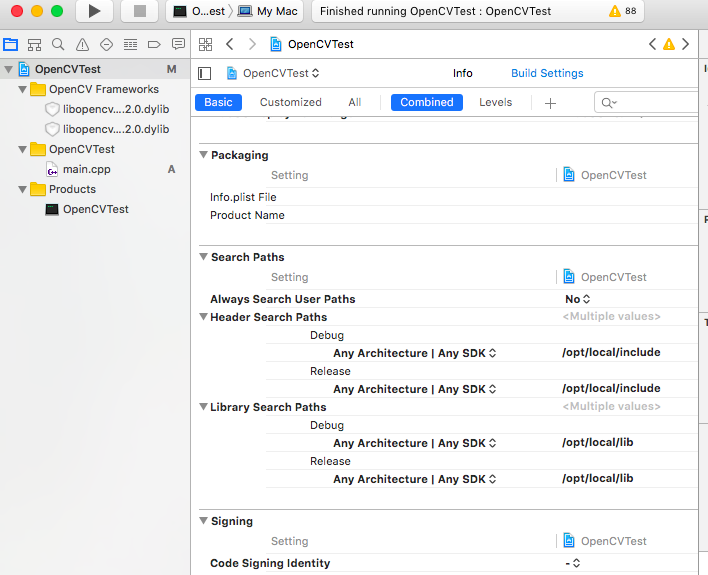 O...est My Mac Finished running OpenCVTest : OpenCVTest 88
OpenCVTest
OpenCVTest M
OpenCV Frameworks
libopencv....2.0.dylib
libopencv....2.0.dylib
OpenCVTest
main.cpp A
Products
OpenCVTest
OpenCVTest Info Build Settings
Basic Customized All Combined Levels +
Packaging
Setting OpenCVTest
Info.plist File
Product Name
Search Paths
Setting OpenCVTest
Always Search User Paths No
Header Search Paths <Multiple values>
Debug
Any Architecture | Any SDK /opt/local/include
Release
Any Architecture | Any SDK /opt/local/include
Library Search Paths <Multiple values>
Debug
Any Architecture | Any SDK /opt/local/lib
Release
Any Architecture | Any SDK /opt/local/lib
Signing
Setting OpenCVTest
Code Signing Identity -